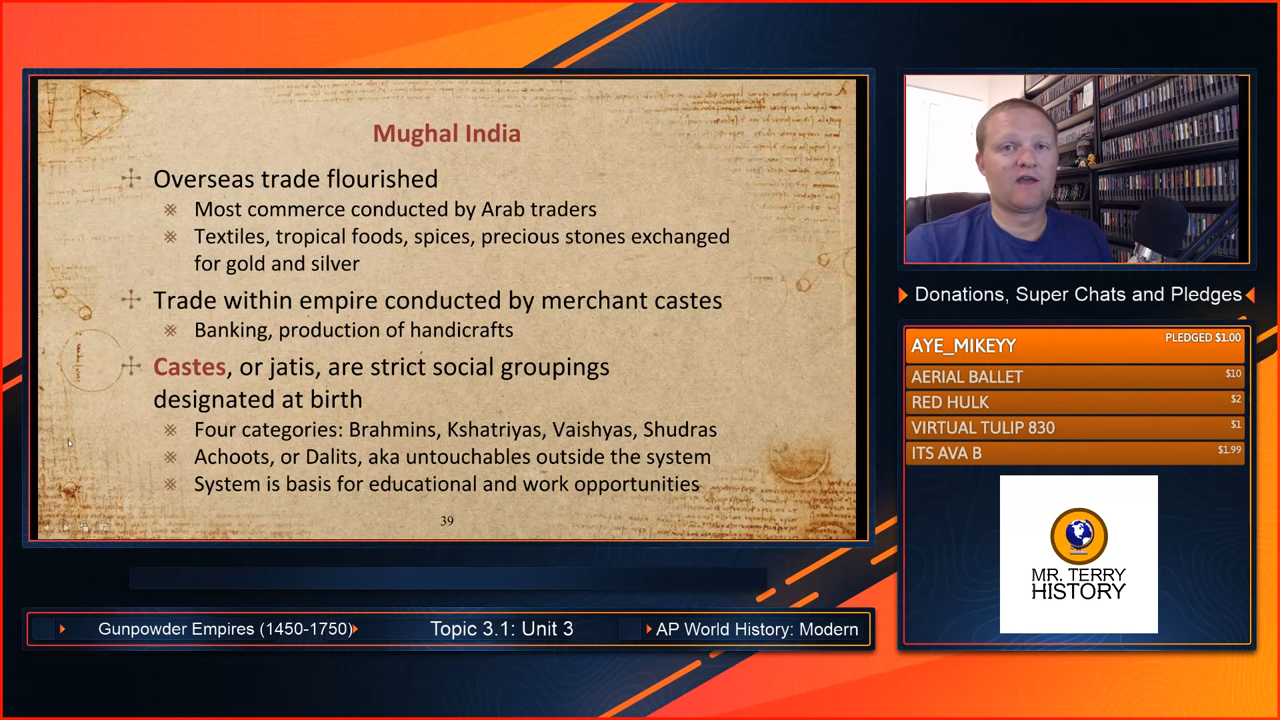 Mughal India
Overseas trade flourished
Most commerce conducted by Arab traders
Textiles, tropical foods, spices, precious stones exchanged
for gold and silver
Trade within empire conducted by merchant castes
Banking, production of handicrafts
Castes, or jatis, are strict social groupings
designated at birth
Four categories: Brahmins, Kshatriyas, Vaishyas, Shudras
Achoots, or Dalits, aka untouchables outside the system
System is basis for educational and work opportunities
39
Donations, Super Chats and Pledges
AYE_MIKEYY PLEDGED $1.00
AERIAL BALLET $10
RED HULK $2
VIRTUAL TULIP 830 $1
ITS AVA B $1.99
MR. TERRY
HISTORY
Gunpowder Empires (1450-1750) Topic 3.1: Unit 3 AP World History: Modern